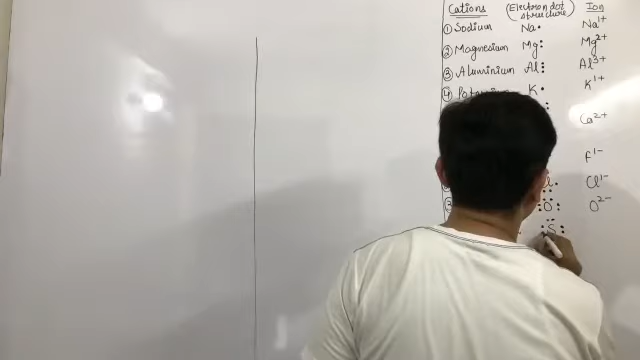 Cations (Electron dot structure) Ion
① Sodium Na• Na¹⁺
② Magnesium Mg: Mg²⁺
③ Aluminium Al⋮ Al³⁺
④ K• K¹⁺
Ca²⁺
F¹⁻
Cl¹⁻
O O²⁻
S